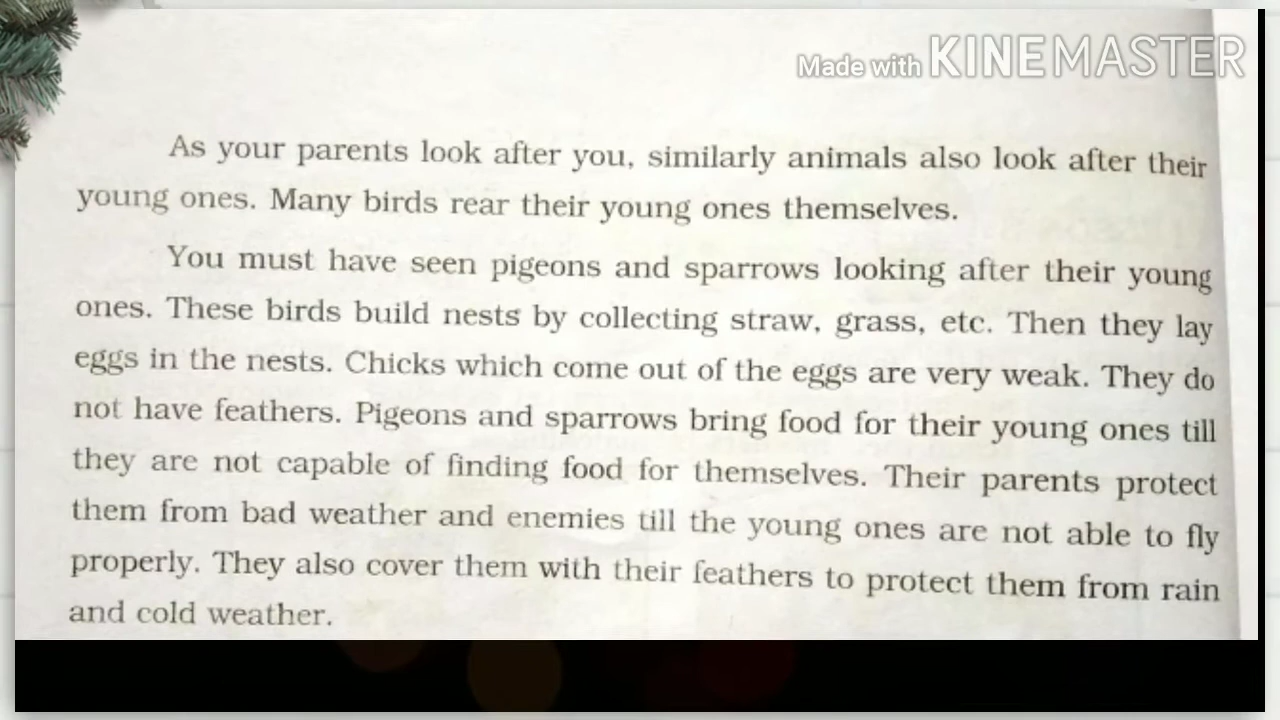 Made with KINEMASTER
As your parents look after you, similarly animals also look after their
young ones. Many birds rear their young ones themselves.
You must have seen pigeons and sparrows looking after their young
ones. These birds build nests by collecting straw, grass, etc. Then they lay
eggs in the nests. Chicks which come out of the eggs are very weak. They do
not have feathers. Pigeons and sparrows bring food for their young ones till
they are not capable of finding food for themselves. Their parents protect
them from bad weather and enemies till the young ones are not able to fly
properly. They also cover them with their feathers to protect them from rain
and cold weather.